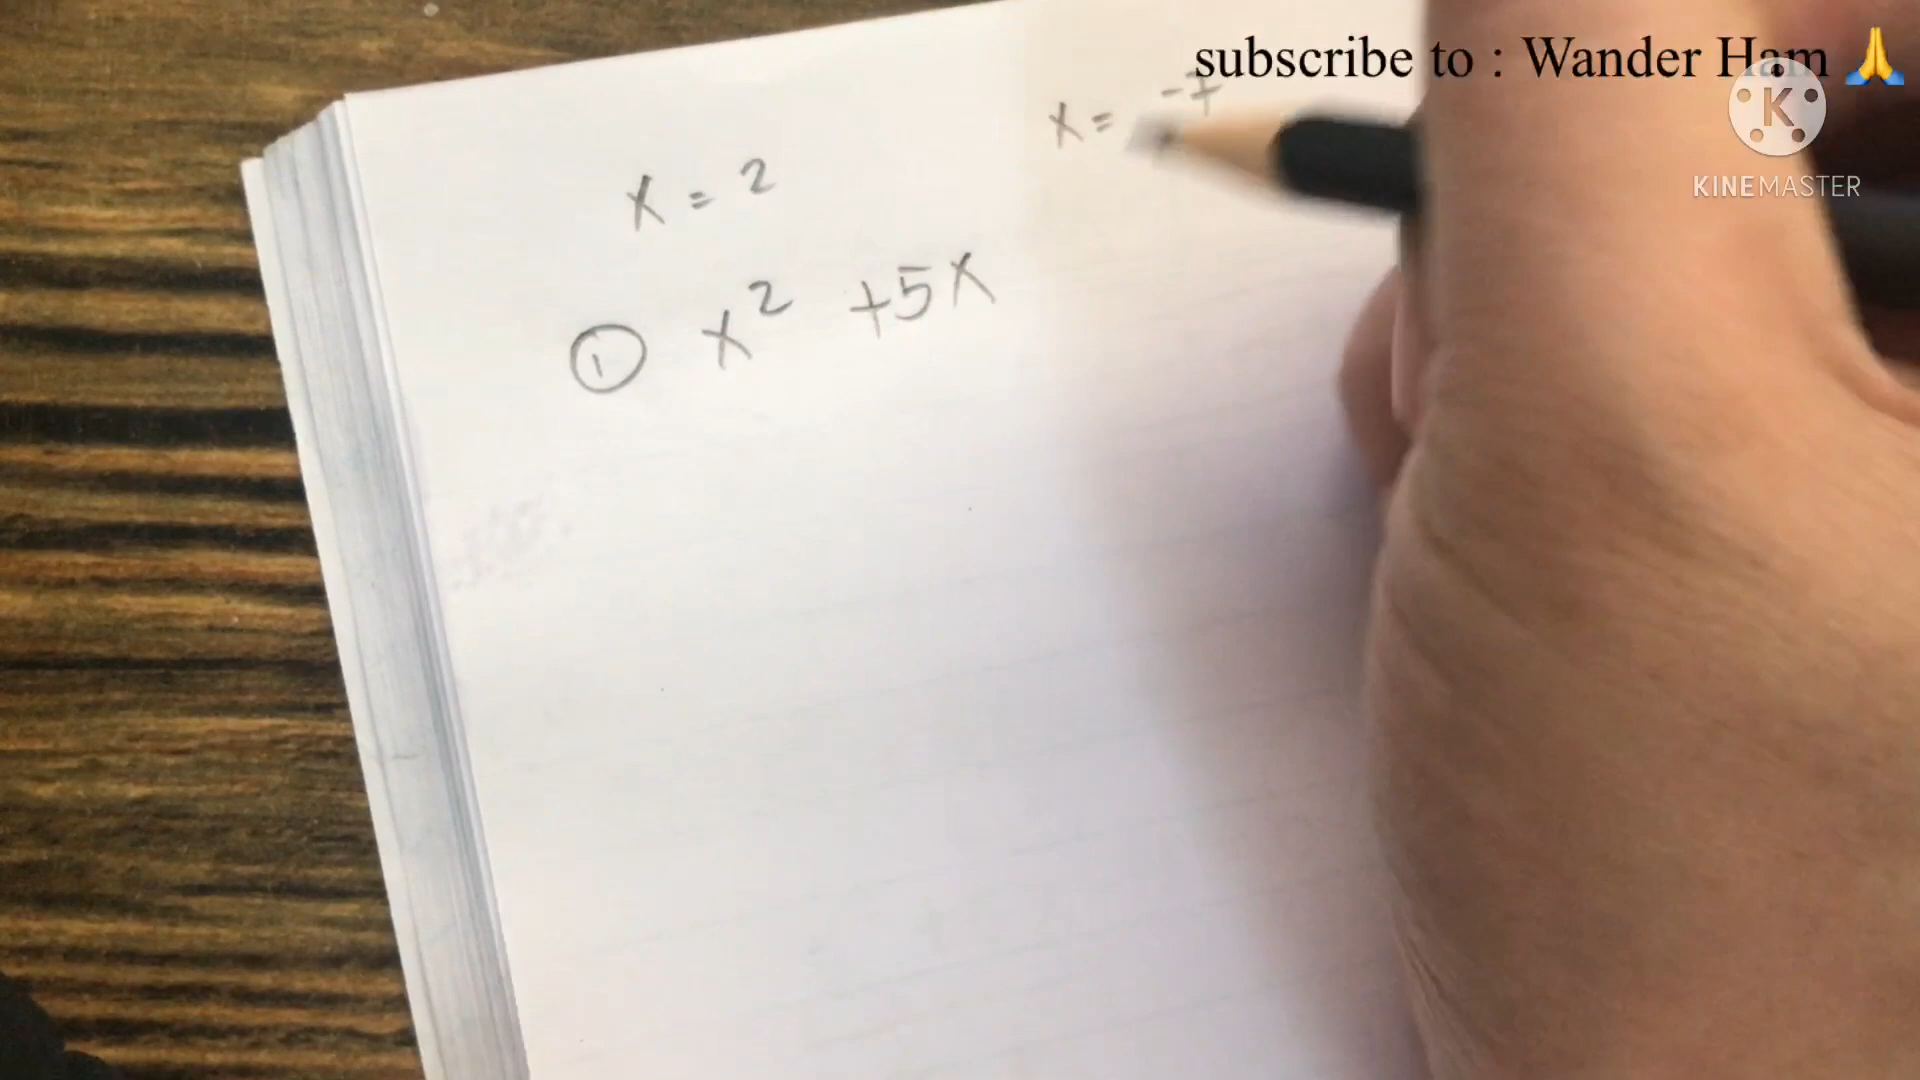 subscribe to : Wander Ham 🙏
KINEMASTER
x =
x = 2
① x² + 5x